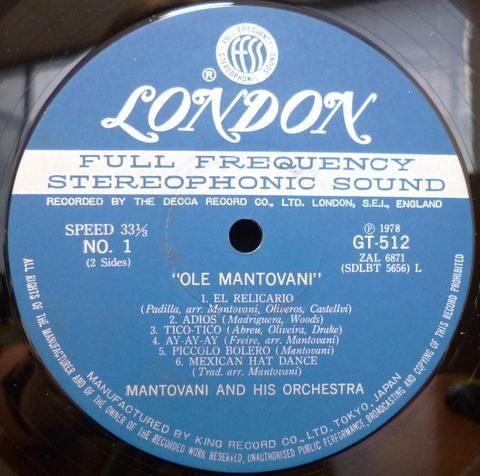 FULL FREQUENCY
ffss
STEREOPHONIC SOUND
®
LONDON
FULL FREQUENCY
STEREOPHONIC SOUND
RECORDED BY THE DECCA RECORD CO., LTD. LONDON, S.E.I., ENGLAND
SPEED 33⅓
NO. 1
(2 Sides)
Ⓟ 1978
GT-512
ZAL 6871
(SDLBT 5656) L
"OLE MANTOVANI"
1. EL RELICARIO
(Padilla, arr. Mantovani, Oliveros, Castellvi)
2. ADIOS (Madriguera, Woods)
3. TICO-TICO (Abreu, Oliveira, Drake)
4. AY-AY-AY (Freire, arr. Mantovani)
5. PICCOLO BOLERO (Mantovani)
6. MEXICAN HAT DANCE
(Trad. arr. Mantovani)
MANTOVANI AND HIS ORCHESTRA
MANUFACTURED BY KING RECORD CO., LTD. TOKYO, JAPAN
ALL RIGHTS OF THE MANUFACTURER AND OF THE OWNER OF THE RECORDED WORK RESERVED, UNAUTHORISED PUBLIC PERFORMANCE, BROADCASTING AND COPYING OF THIS RECORD PROHIBITED